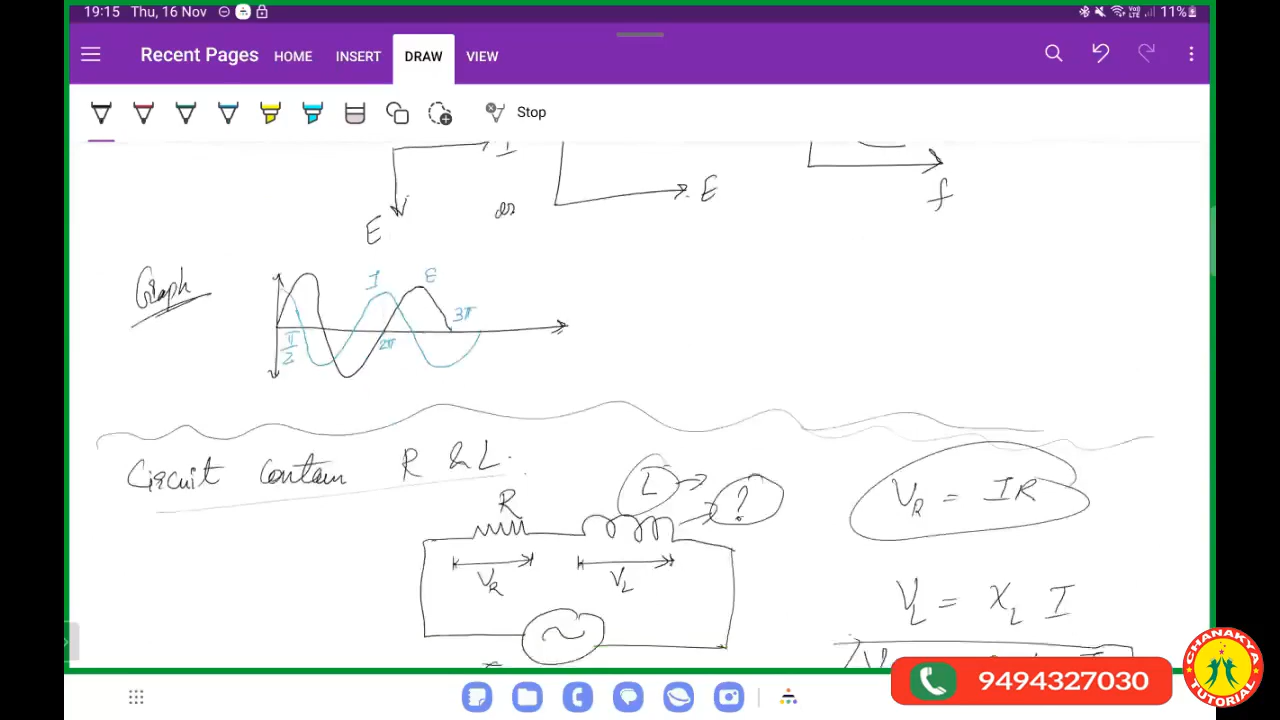 19:15 Thu, 16 Nov
11%
Recent Pages HOME INSERT DRAW VIEW
Stop
I
E
E
f
Graph
I E
π/2
2π
3π
Circuit Contain R & L.
R
L
?
V_R
V_L
V_R = IR
V_L = X_L I
CHANAKYA TUTORIAL
9494327030